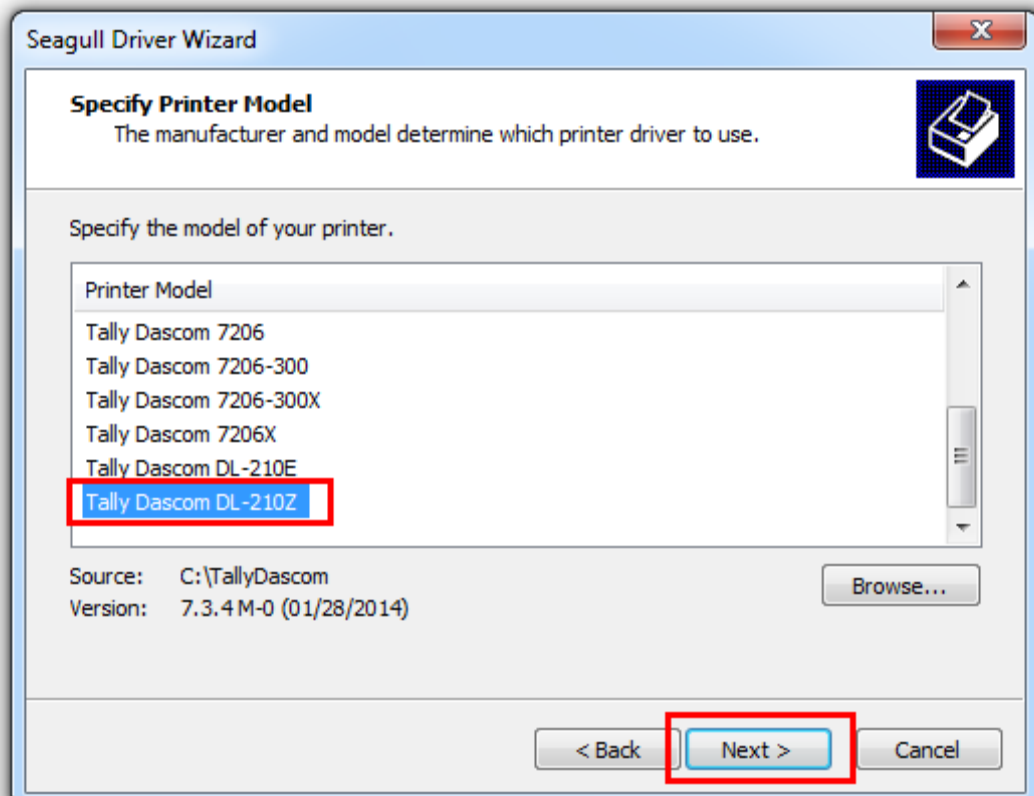 Seagull Driver Wizard
Specify Printer Model
The manufacturer and model determine which printer driver to use.
Specify the model of your printer.
Printer Model
Tally Dascom 7206
Tally Dascom 7206-300
Tally Dascom 7206-300X
Tally Dascom 7206X
Tally Dascom DL-210E
Tally Dascom DL-210Z
Source: C:\TallyDascom
Browse...
Version: 7.3.4 M-0 (01/28/2014)
< Back Next > Cancel